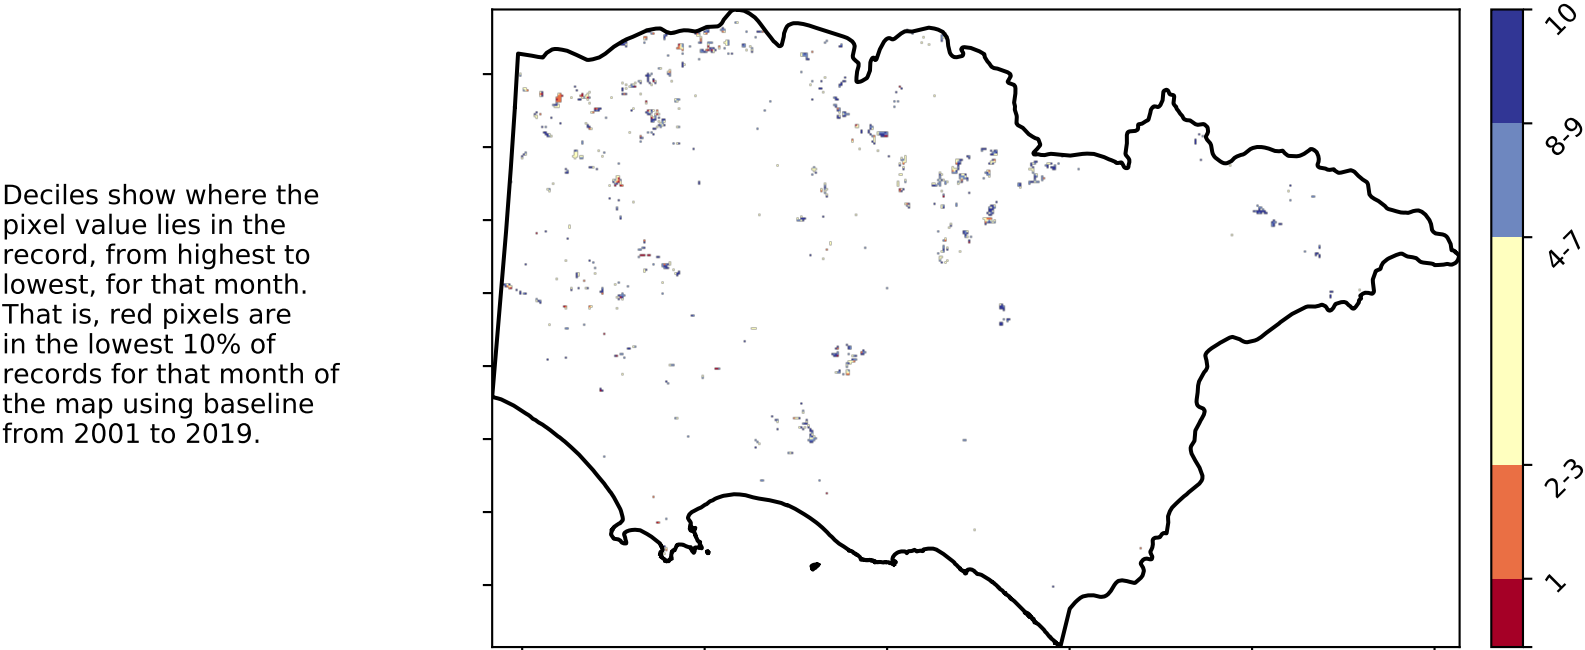 Deciles show where the
pixel value lies in the
record, from highest to
lowest, for that month.
That is, red pixels are
in the lowest 10% of
records for that month of
the map using baseline
from 2001 to 2019.
10
8-9
4-7
2-3
1